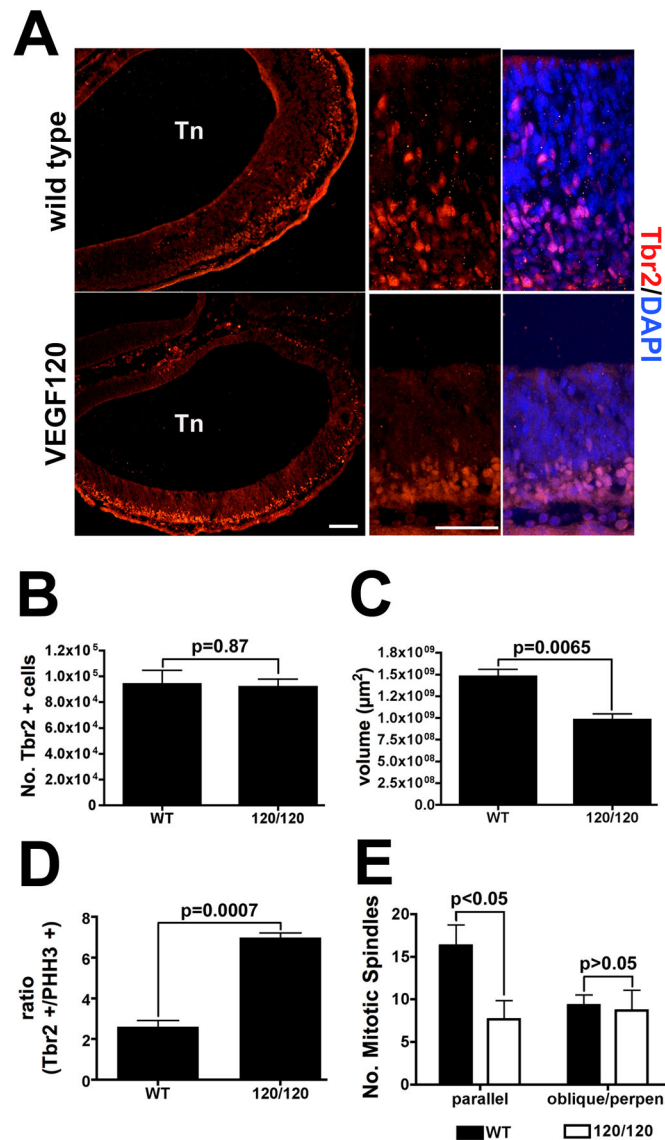 A
wild type
Tn
VEGF120
Tn
Tbr2/DAPI
B
No. Tbr2 + cells
1.2x10⁵
1.0x10⁵
8.0x10⁴
6.0x10⁴
4.0x10⁴
2.0x10⁴
0
p=0.87
WT
120/120
C
volume (µm²)
1.8x10⁰⁹
1.5x10⁰⁹
1.2x10⁰⁹
1.0x10⁰⁹
7.5x10⁰⁸
5.0x10⁰⁸
2.5x10⁰⁸
0.0
p=0.0065
WT
120/120
D
ratio
(Tbr2 +/PHH3 +)
8
6
4
2
0
p=0.0007
WT
120/120
E
No. Mitotic Spindles
20
15
10
5
0
p<0.05
p>0.05
parallel
oblique/perpen
WT
120/120